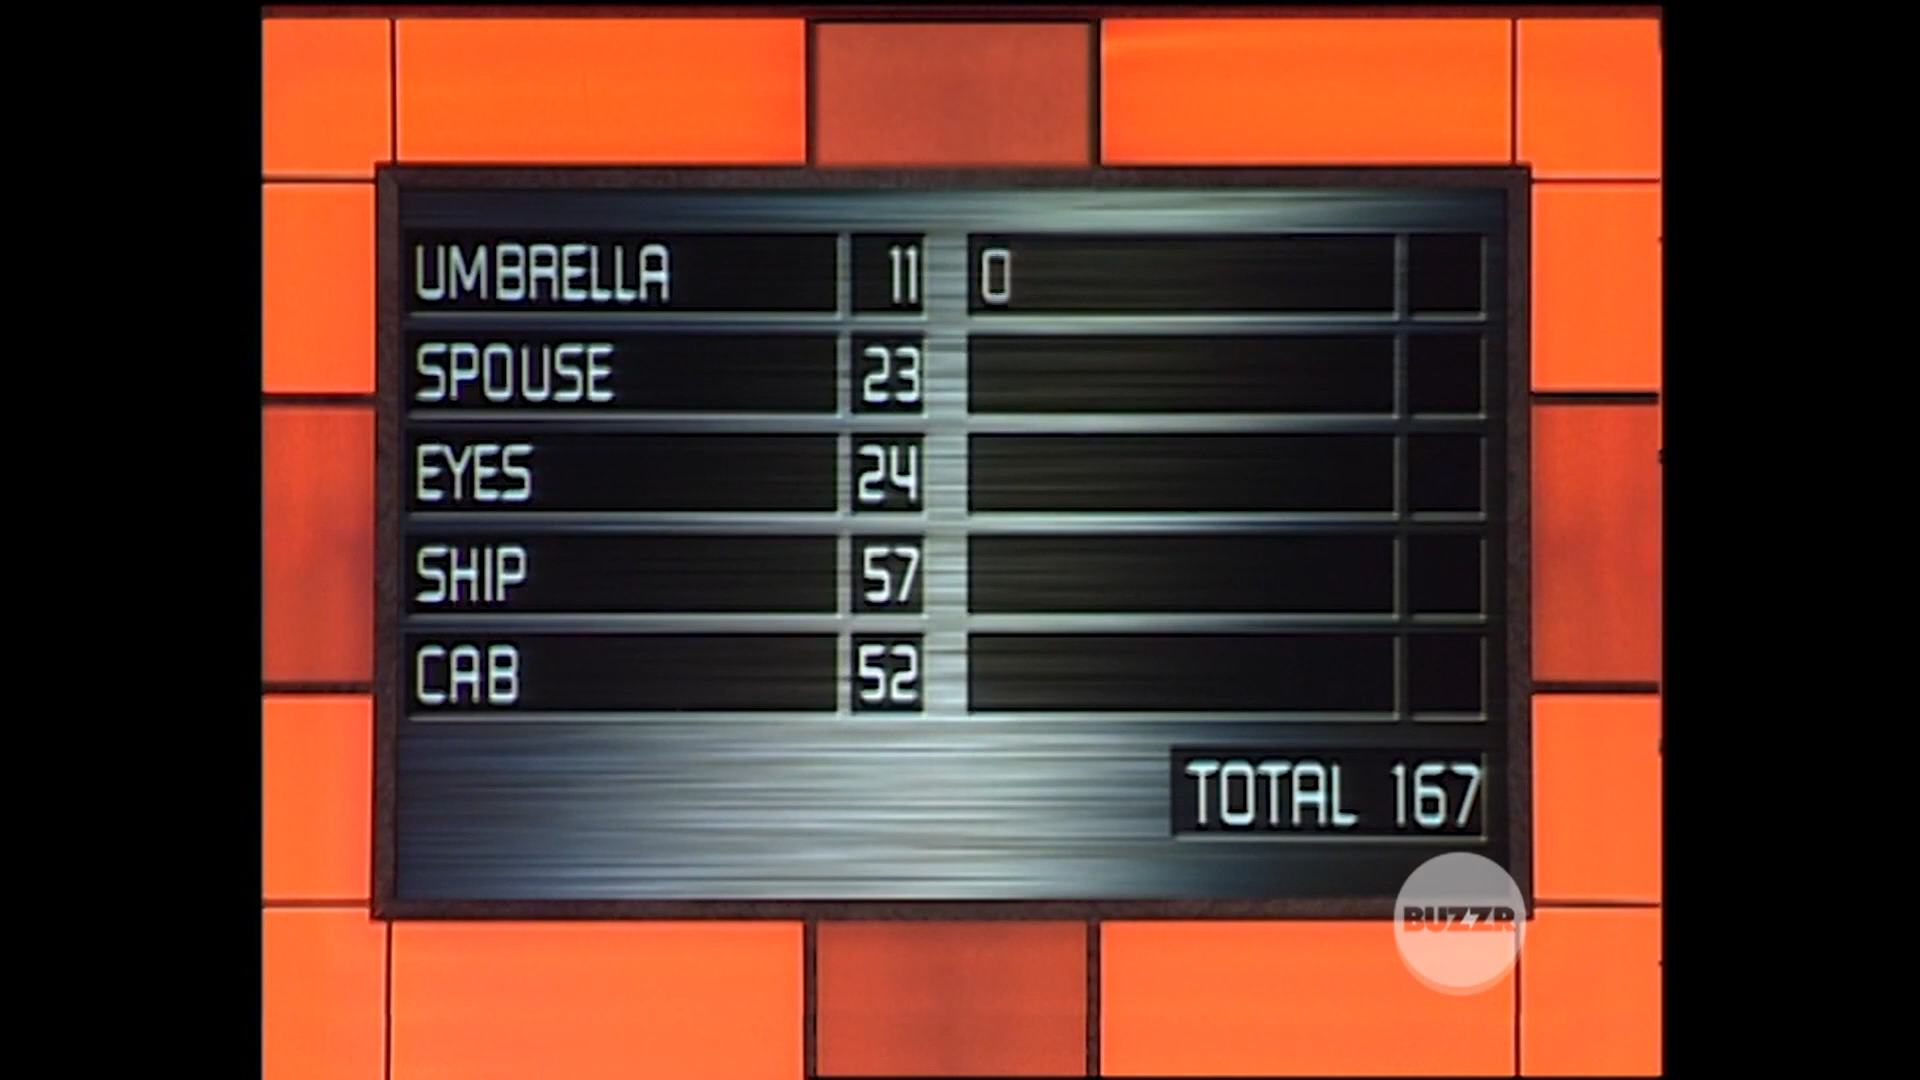 UMBRELLA 11 0
SPOUSE 23
EYES 24
SHIP 57
CAB 52
TOTAL 167
BUZZR